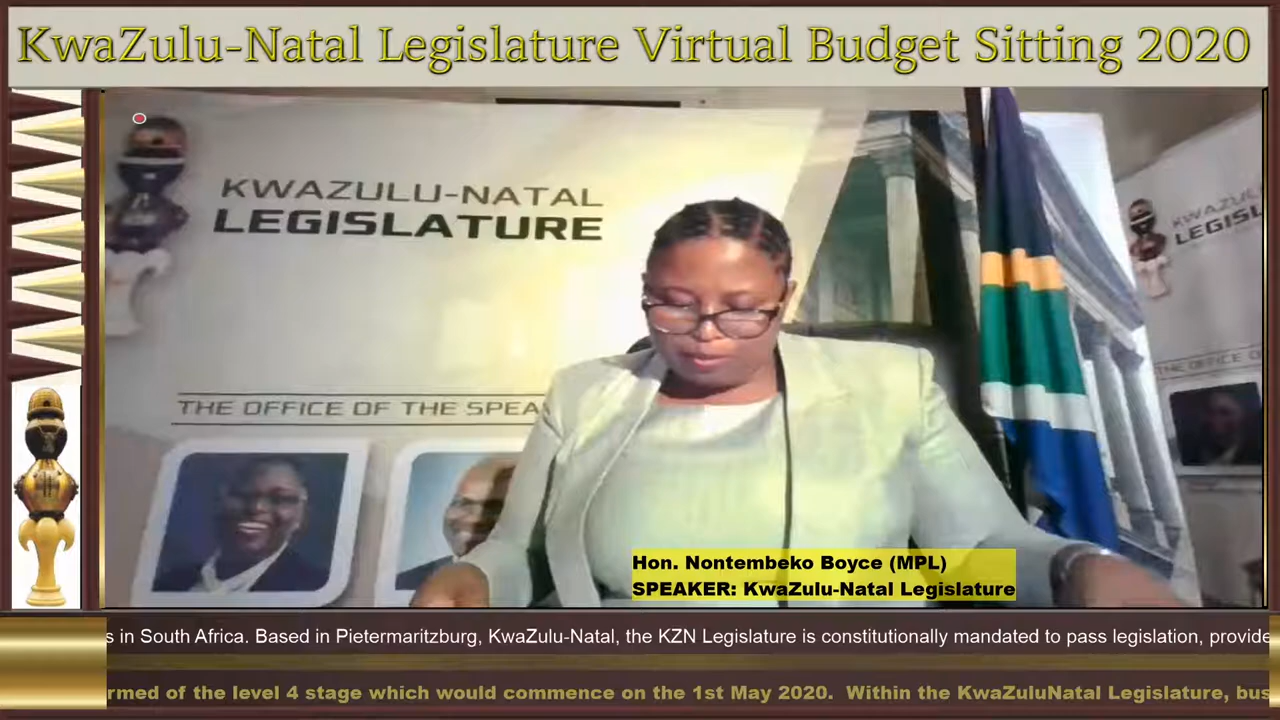 KwaZulu-Natal Legislature Virtual Budget Sitting 2020
KWAZULU-NATAL
LEGISLATURE
THE OFFICE OF THE SPEA
KWAZUL
LEGISL
THE OFFICE O
Hon. Nontembeko Boyce (MPL)
SPEAKER: KwaZulu-Natal Legislature
s in South Africa. Based in Pietermaritzburg, KwaZulu-Natal, the KZN Legislature is constitutionally mandated to pass legislation, provide
rmed of the level 4 stage which would commence on the 1st May 2020. Within the KwaZuluNatal Legislature, bus